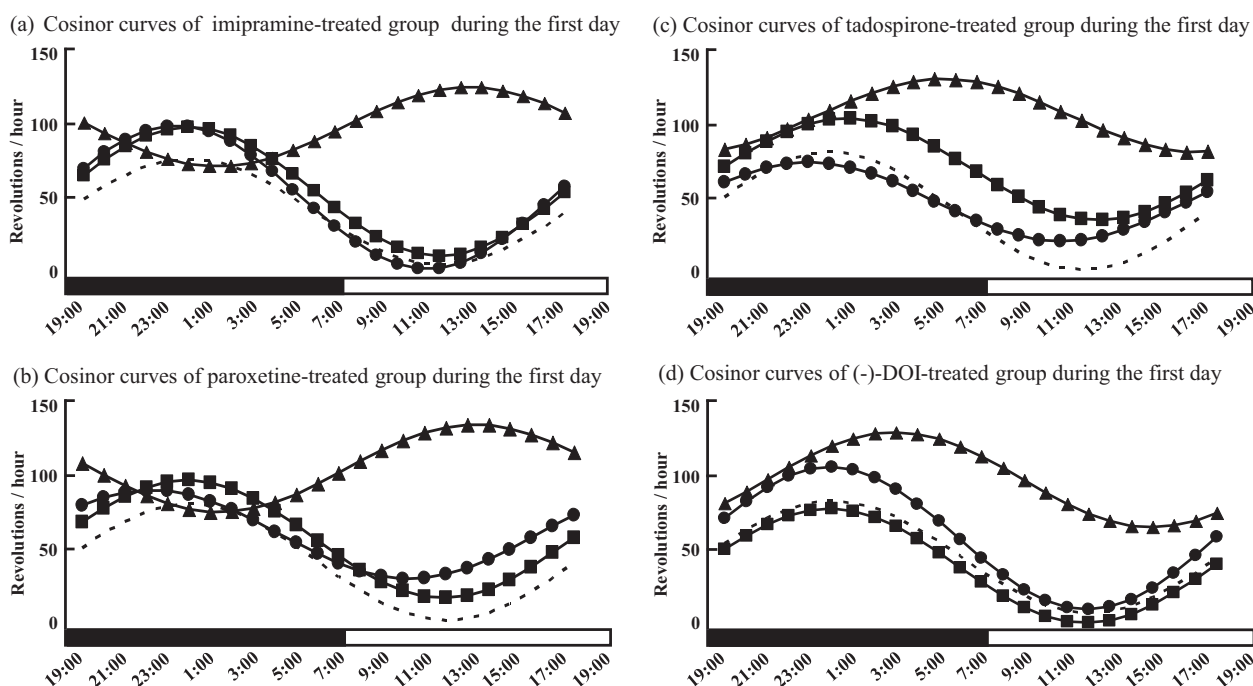 (a) Cosinor curves of imipramine-treated group during the first day
150
100
50
0
Revolutions / hour
19:00 21:00 23:00 1:00 3:00 5:00 7:00 9:00 11:00 13:00 15:00 17:00 19:00
(c) Cosinor curves of tadospirone-treated group during the first day
150
100
50
0
Revolutions / hour
19:00 21:00 23:00 1:00 3:00 5:00 7:00 9:00 11:00 13:00 15:00 17:00 19:00
(b) Cosinor curves of paroxetine-treated group during the first day
150
100
50
0
Revolutions / hour
19:00 21:00 23:00 1:00 3:00 5:00 7:00 9:00 11:00 13:00 15:00 17:00 19:00
(d) Cosinor curves of (-)-DOI-treated group during the first day
150
100
50
0
Revolutions / hour
19:00 21:00 23:00 1:00 3:00 5:00 7:00 9:00 11:00 13:00 15:00 17:00 19:00